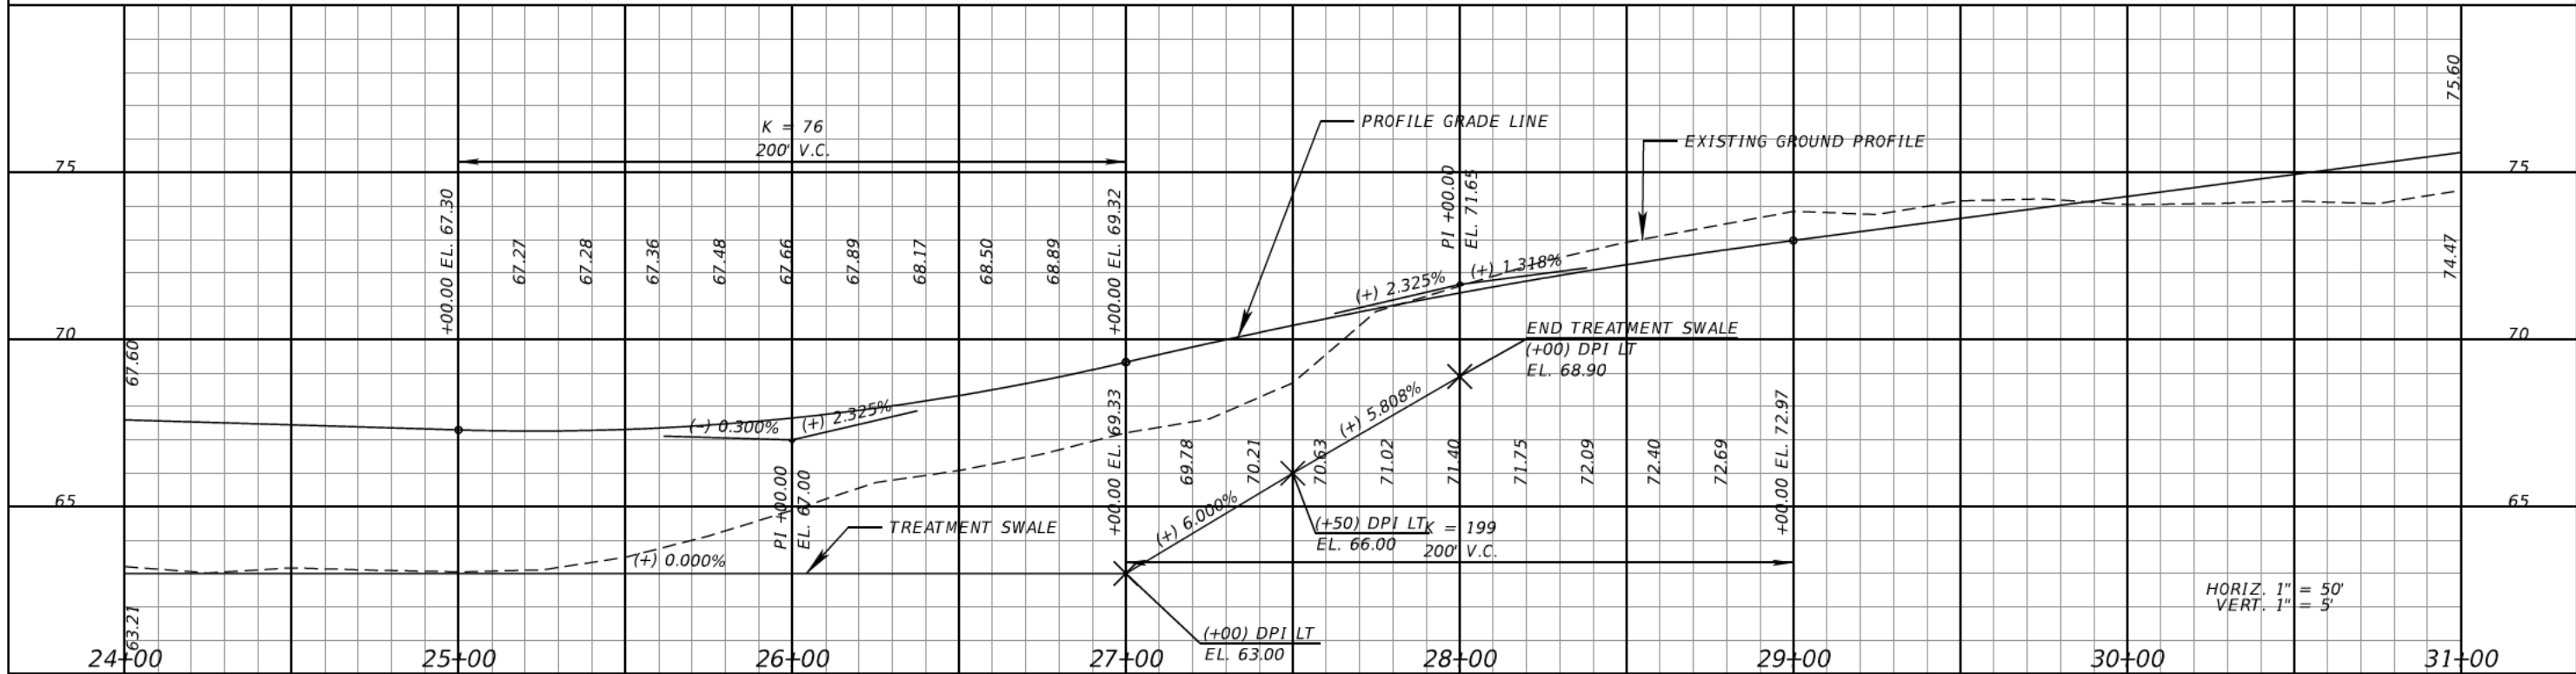 75.60
K = 76
200' V.C.
PROFILE GRADE LINE
EXISTING GROUND PROFILE
75
75
+00.00 EL. 67.30
67.27
67.28
67.36
67.48
67.66
67.89
68.17
68.50
68.89
+00.00 EL. 69.32
PI +00.00
EL. 71.65
74.47
(+) 2.325%
(+) 1.318%
70
70
67.60
END TREATMENT SWALE
(+00) DPI LT
EL. 68.90
(-) 0.300%
(+) 2.325%
(+) 5.808%
PI +00.00
EL. 67.00
+00.00 EL. 69.33
69.78
70.21
70.63
71.02
71.40
71.75
72.09
72.40
72.69
+00.00 EL. 72.97
65
65
(+) 6.000%
TREATMENT SWALE
(+50) DPI LT
EL. 66.00
K = 199
200' V.C.
(+) 0.000%
63.21
HORIZ. 1" = 50'
VERT. 1" = 5'
(+00) DPI LT
EL. 63.00
24+00
25+00
26+00
27+00
28+00
29+00
30+00
31+00